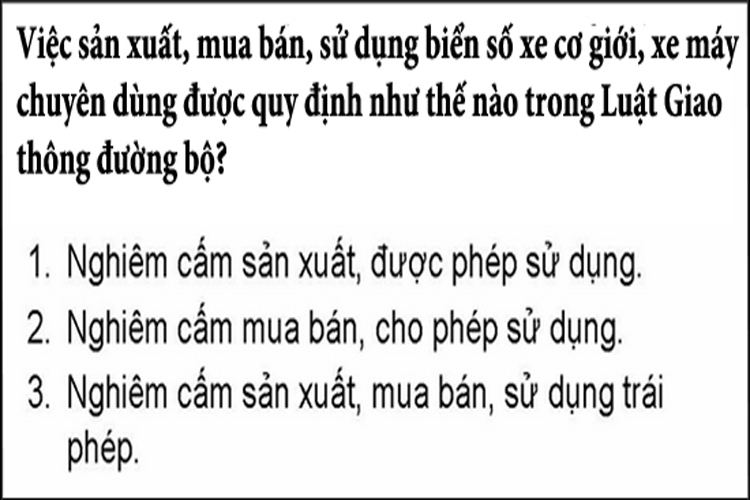 Việc sản xuất, mua bán, sử dụng biển số xe cơ giới, xe máy
chuyên dùng được quy định như thế nào trong Luật Giao
thông đường bộ?
1. Nghiêm cấm sản xuất, được phép sử dụng.
2. Nghiêm cấm mua bán, cho phép sử dụng.
3. Nghiêm cấm sản xuất, mua bán, sử dụng trái
phép.